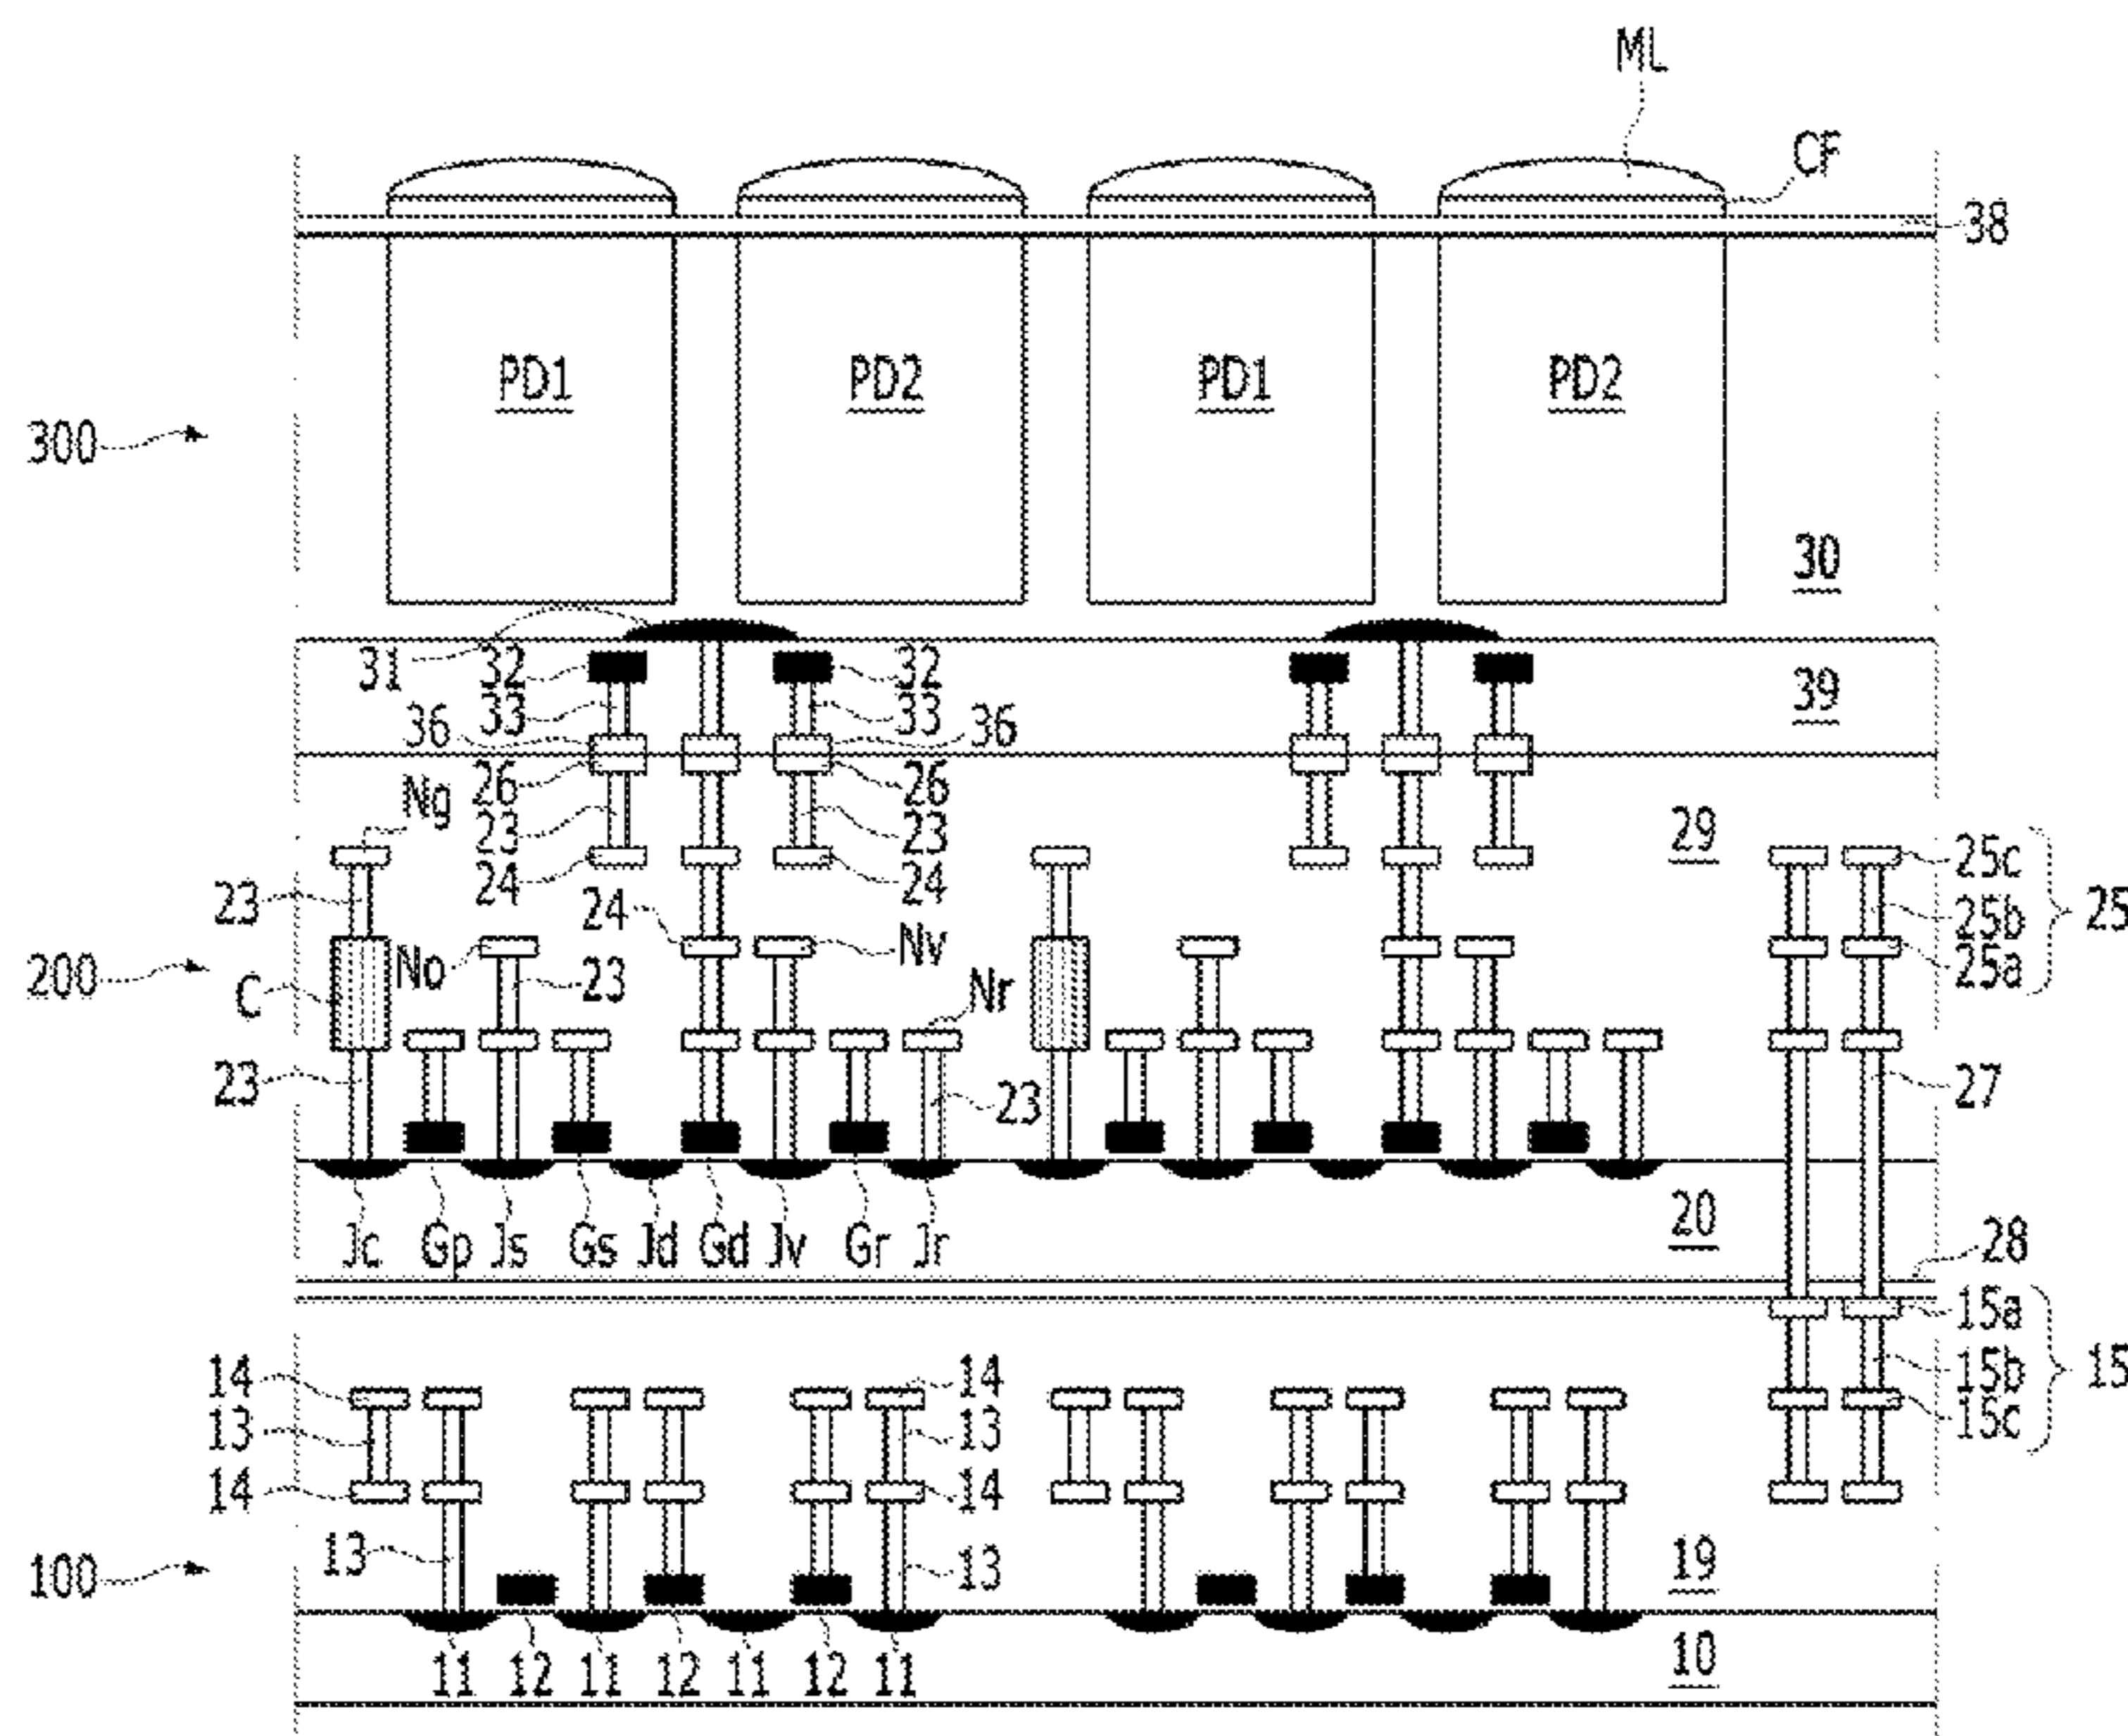 ML
CF
38
PD1 PD2 PD1 PD2
300
30
31 32 32
33 33 39
36 36
26 26
Ng
23 23 29
24 24 25c
23 24 25b 25
No Nv 25a
200 23
C Nr
23 23 27
20
Jc Gp Js Gs Jd Gd Jv Gr Jr 28
15a
14 14 15b 15
13 13 15c
14 14
13 13 19
100
11 12 11 12 11 12 11 10